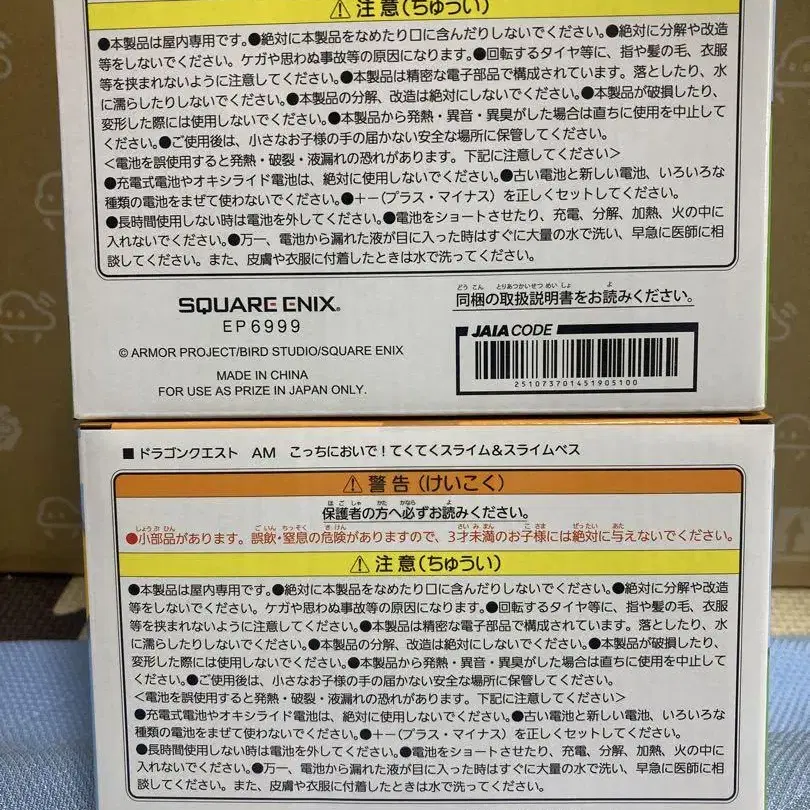 ⚠注意(ちゅうい)
●本製品は屋内専用です。●絶対に本製品をなめたり口に含んだりしないでください。●絶対に分解や改造
等をしないでください。ケガや思わぬ事故等の原因になります。●回転するタイヤ等に、指や髪の毛、衣服
等を挟まれないように注意してください。●本製品は精密な電子部品で構成されています。落としたり、水
に濡らしたりしないでください。●本製品の分解、改造は絶対にしないでください。●本製品が破損したり、
変形した際には使用しないでください。●本製品から発熱・異音・異臭がした場合は直ちに使用を中止して
ください。●ご使用後は、小さなお子様の手の届かない安全な場所に保管してください。
<電池を誤使用すると発熱・破裂・液漏れの恐れがあります。下記に注意してください>
●充電式電池やオキシライド電池は、絶対に使用しないでください。●古い電池と新しい電池、いろいろな
種類の電池をまぜて使わないでください。●+-(プラス・マイナス)を正しくセットしてください。
●長時間使用しない時は電池を外してください。●電池をショートさせたり、充電、分解、加熱、火の中に
入れないでください。●万一、電池から漏れた液が目に入った時はすぐに大量の水で洗い、早急に医師に相
談してください。また、皮膚や衣服に付着したときは水で洗ってください。
SQUARE ENIX.
EP6999
© ARMOR PROJECT/BIRD STUDIO/SQUARE ENIX
MADE IN CHINA
FOR USE AS PRIZE IN JAPAN ONLY.
どうこん とりあつかいせつめいしょ よ
同梱の取扱説明書をお読みください。
JAIA CODE
251073701451905100
■ドラゴンクエスト AM こっちにおいで!てくてくスライム&スライムベス
⚠警告(けいこく)
ほごしゃ かた かなら よ
保護者の方へ必ずお読みください。
しょうぶひん ごいん ちっそく きけん さいみまん こさま ぜったい あた
●小部品があります。誤飲・窒息の危険がありますので、3才未満のお子様には絶対に与えないでください。
⚠注意(ちゅうい)
●本製品は屋内専用です。●絶対に本製品をなめたり口に含んだりしないでください。●絶対に分解や改造
等をしないでください。ケガや思わぬ事故等の原因になります。●回転するタイヤ等に、指や髪の毛、衣服
等を挟まれないように注意してください。●本製品は精密な電子部品で構成されています。落としたり、水
に濡らしたりしないでください。●本製品の分解、改造は絶対にしないでください。●本製品が破損したり、
変形した際には使用しないでください。●本製品から発熱・異音・異臭がした場合は直ちに使用を中止して
ください。●ご使用後は、小さなお子様の手の届かない安全な場所に保管してください。
<電池を誤使用すると発熱・破裂・液漏れの恐れがあります。下記に注意してください>
●充電式電池やオキシライド電池は、絶対に使用しないでください。●古い電池と新しい電池、いろいろな
種類の電池をまぜて使わないでください。●+-(プラス・マイナス)を正しくセットしてください。
●長時間使用しない時は電池を外してください。●電池をショートさせたり、充電、分解、加熱、火の中に
入れないでください。●万一、電池から漏れた液が目に入った時はすぐに大量の水で洗い、早急に医師に相
談してください。また、皮膚や衣服に付着したときは水で洗ってください。